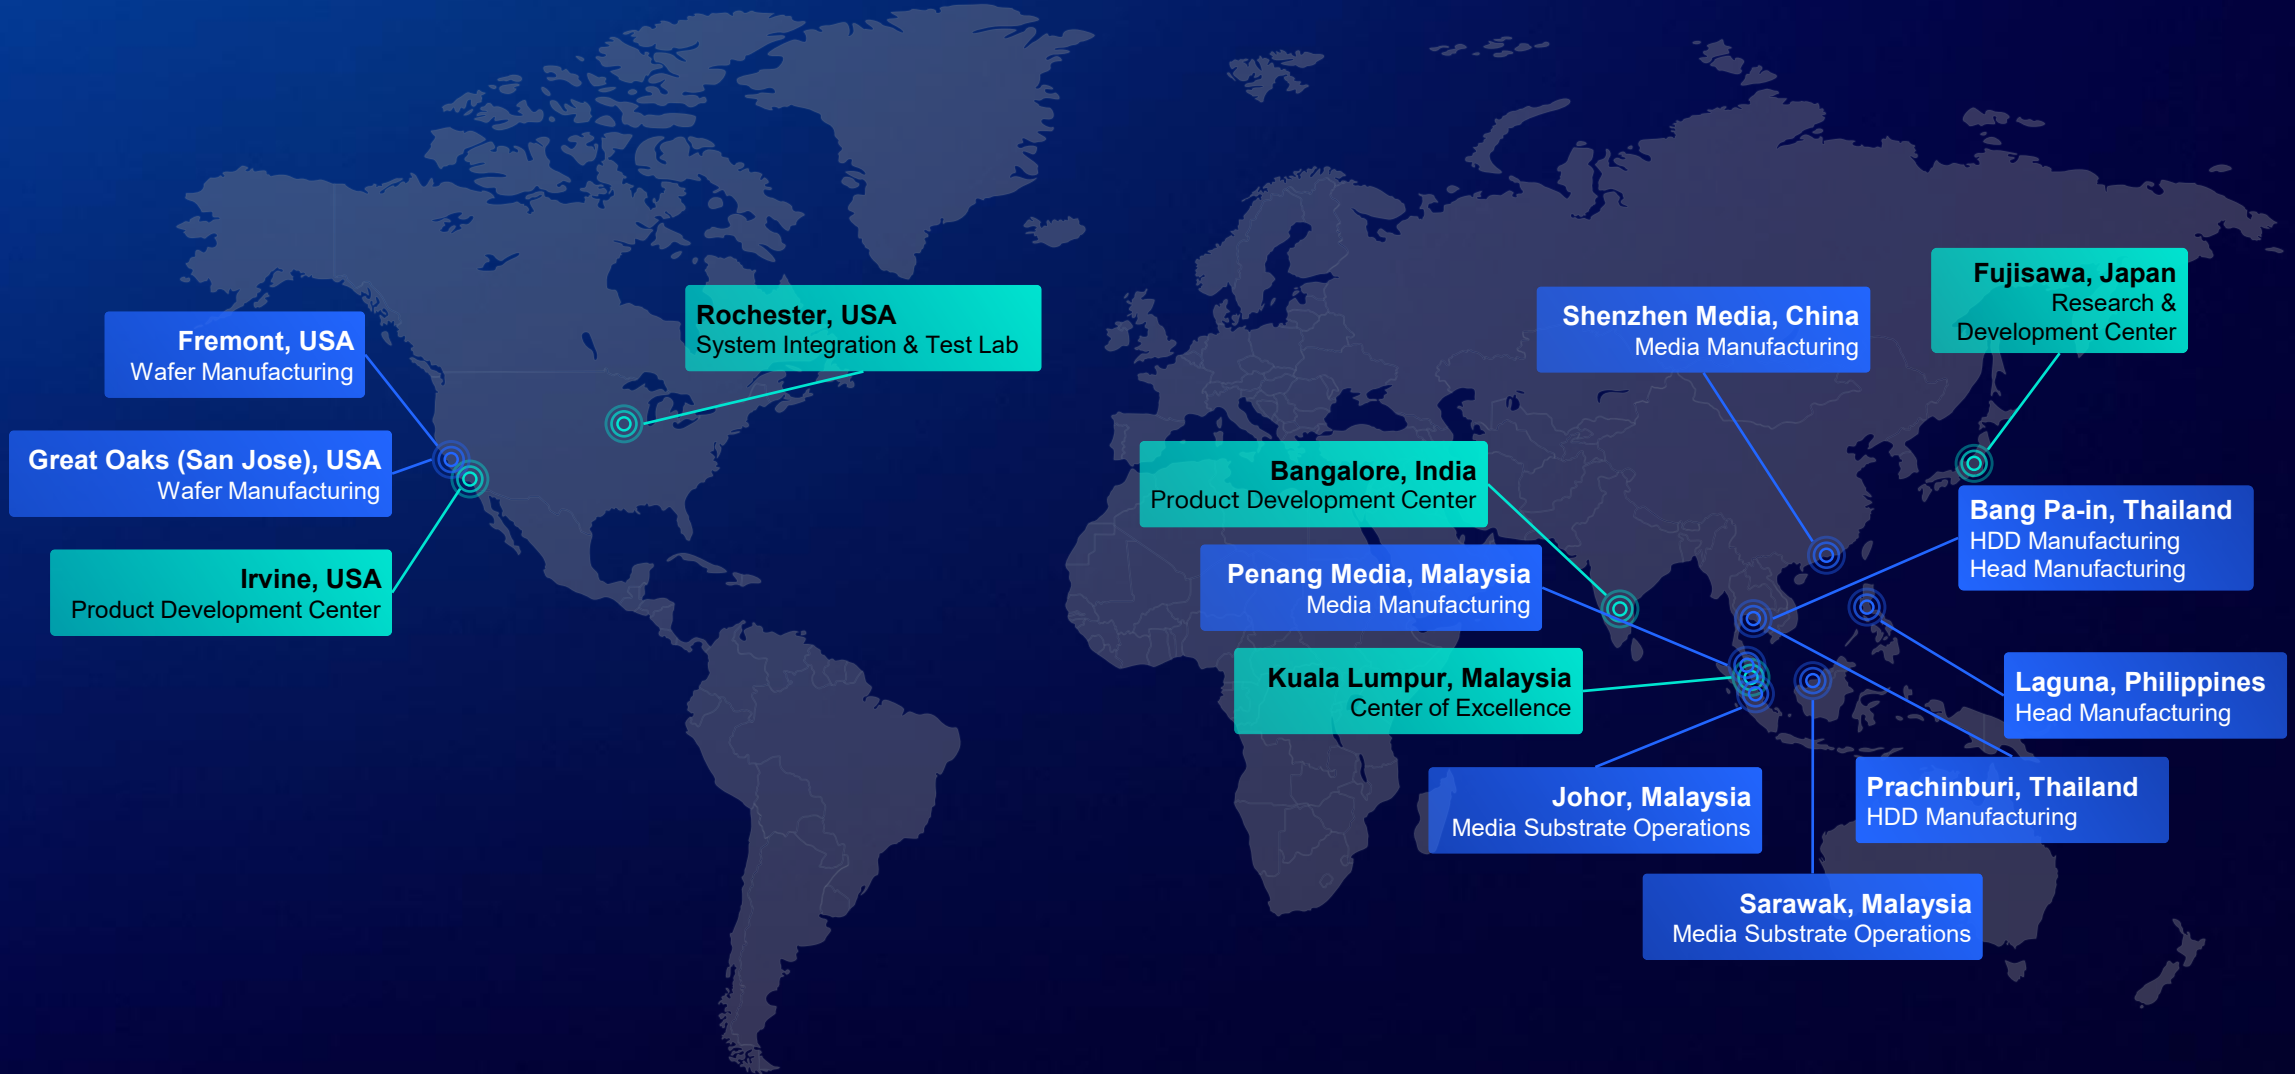 Fremont, USA
Wafer Manufacturing
Great Oaks (San Jose), USA
Wafer Manufacturing
Irvine, USA
Product Development Center
Rochester, USA
System Integration & Test Lab
Bangalore, India
Product Development Center
Penang Media, Malaysia
Media Manufacturing
Kuala Lumpur, Malaysia
Center of Excellence
Johor, Malaysia
Media Substrate Operations
Sarawak, Malaysia
Media Substrate Operations
Shenzhen Media, China
Media Manufacturing
Fujisawa, Japan
Research &
Development Center
Bang Pa-in, Thailand
HDD Manufacturing
Head Manufacturing
Laguna, Philippines
Head Manufacturing
Prachinburi, Thailand
HDD Manufacturing